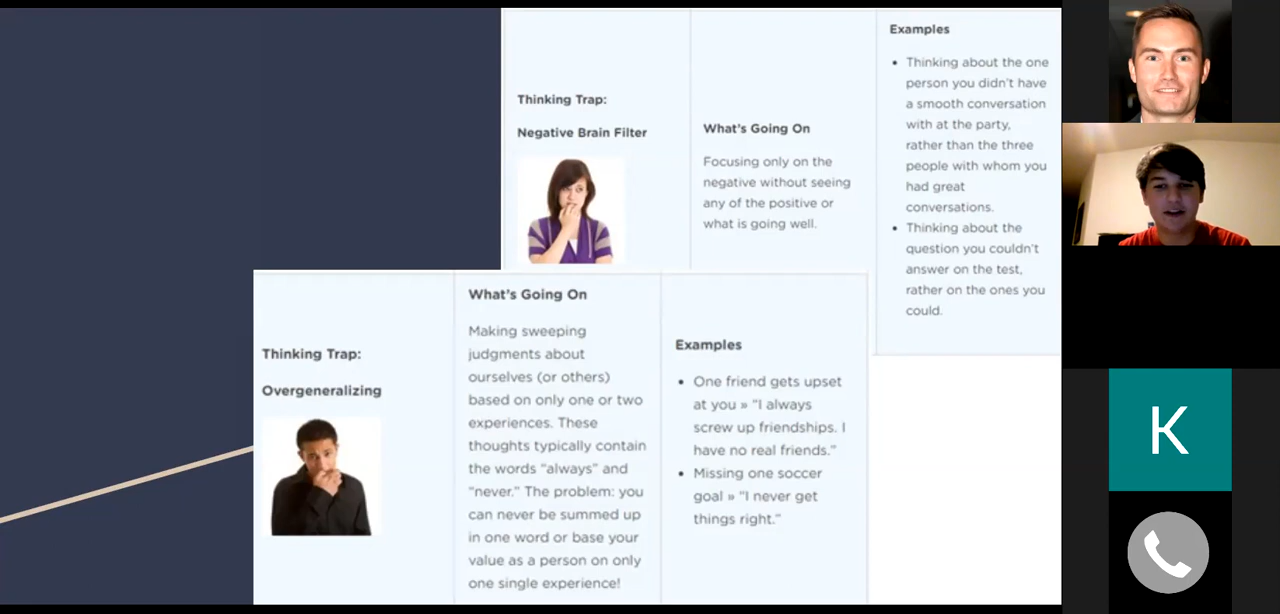 Thinking Trap:
Negative Brain Filter
What's Going On
Focusing only on the
negative without seeing
any of the positive or
what is going well.
Examples
• Thinking about the one
person you didn't have
a smooth conversation
with at the party,
rather than the three
people with whom you
had great
conversations.
• Thinking about the
question you couldn't
answer on the test,
rather on the ones you
could.
Thinking Trap:
Overgeneralizing
What's Going On
Making sweeping
judgments about
ourselves (or others)
based on only one or two
experiences. These
thoughts typically contain
the words "always" and
"never." The problem: you
can never be summed up
in one word or base your
value as a person on only
one single experience!
Examples
• One friend gets upset
at you » "I always
screw up friendships. I
have no real friends."
• Missing one soccer
goal » "I never get
things right."
K